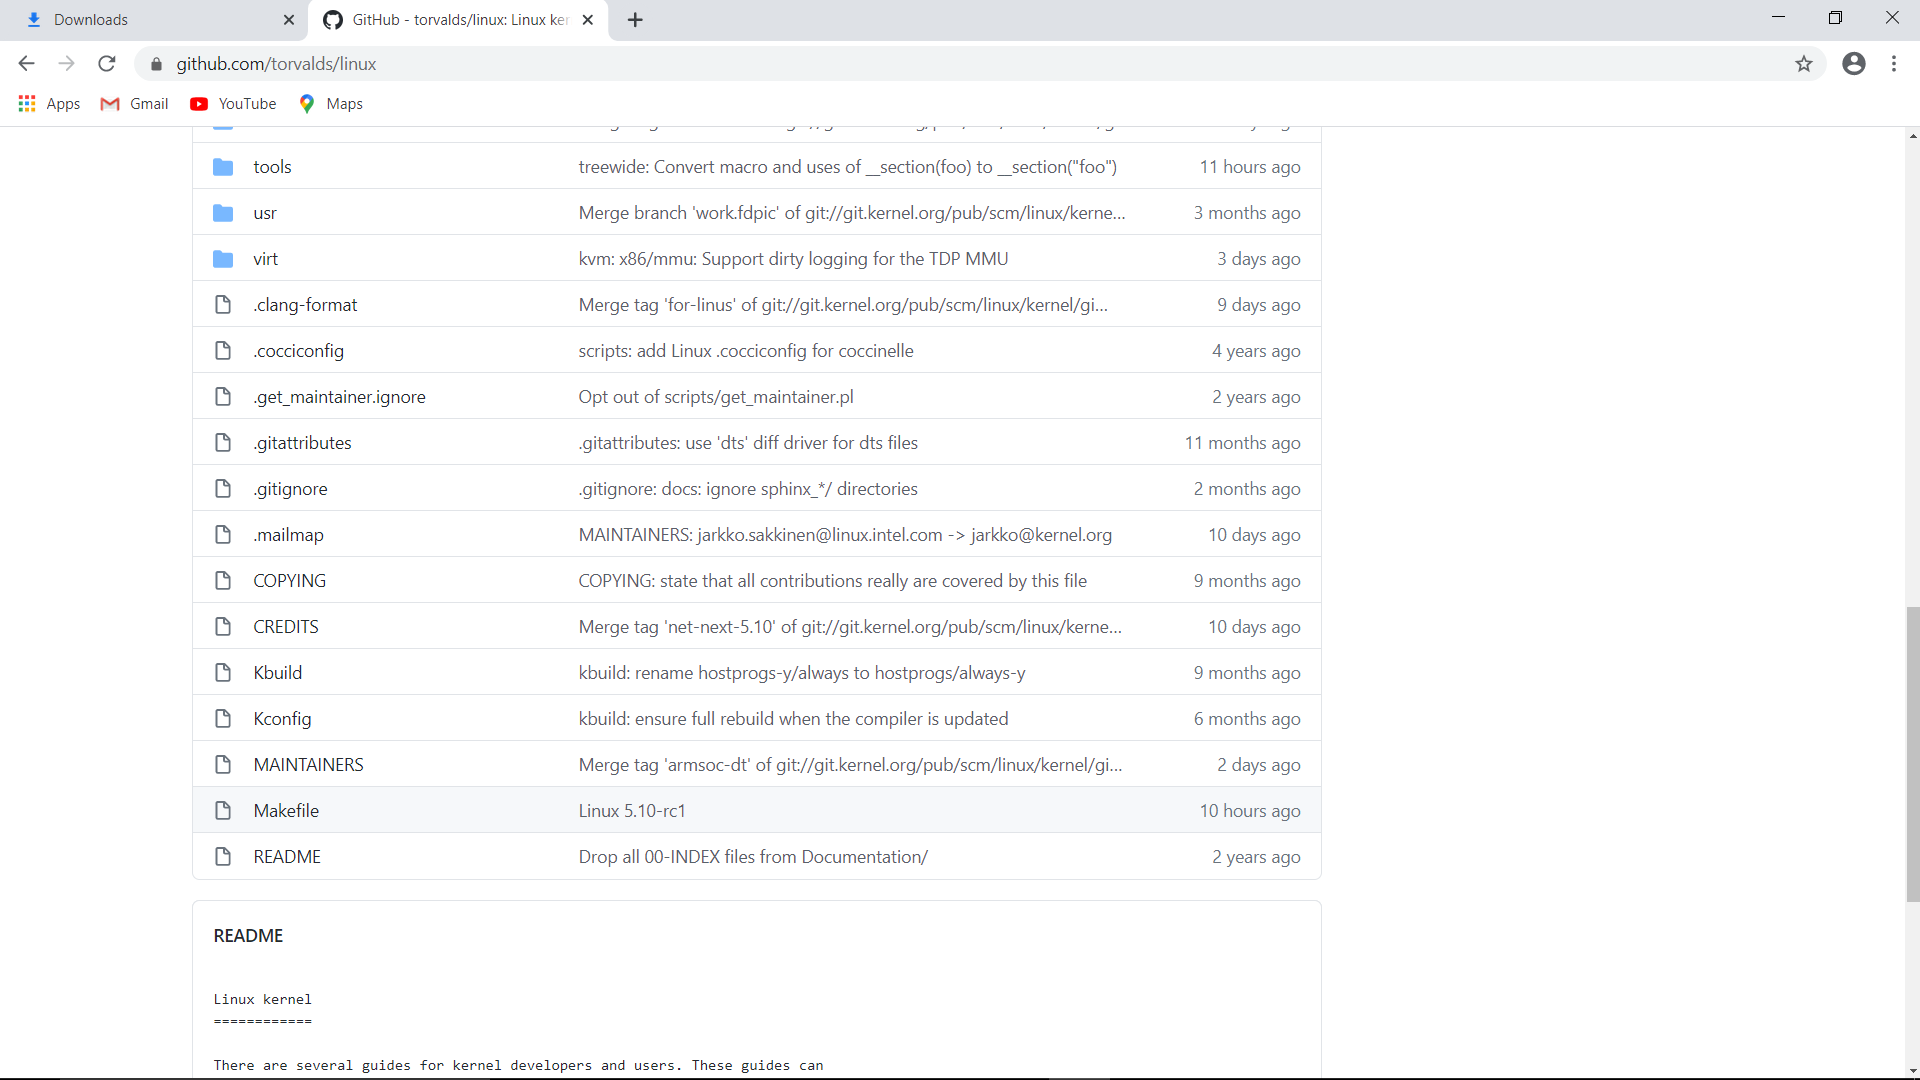 Downloads
GitHub - torvalds/linux: Linux ker
github.com/torvalds/linux
Apps Gmail YouTube Maps
tools treewide: Convert macro and uses of __section(foo) to __section("foo") 11 hours ago
usr Merge branch 'work.fdpic' of git://git.kernel.org/pub/scm/linux/kerne... 3 months ago
virt kvm: x86/mmu: Support dirty logging for the TDP MMU 3 days ago
.clang-format Merge tag 'for-linus' of git://git.kernel.org/pub/scm/linux/kernel/gi... 9 days ago
.cocciconfig scripts: add Linux .cocciconfig for coccinelle 4 years ago
.get_maintainer.ignore Opt out of scripts/get_maintainer.pl 2 years ago
.gitattributes .gitattributes: use 'dts' diff driver for dts files 11 months ago
.gitignore .gitignore: docs: ignore sphinx_*/ directories 2 months ago
.mailmap MAINTAINERS: jarkko.sakkinen@linux.intel.com -> jarkko@kernel.org 10 days ago
COPYING COPYING: state that all contributions really are covered by this file 9 months ago
CREDITS Merge tag 'net-next-5.10' of git://git.kernel.org/pub/scm/linux/kerne... 10 days ago
Kbuild kbuild: rename hostprogs-y/always to hostprogs/always-y 9 months ago
Kconfig kbuild: ensure full rebuild when the compiler is updated 6 months ago
MAINTAINERS Merge tag 'armsoc-dt' of git://git.kernel.org/pub/scm/linux/kernel/gi... 2 days ago
Makefile Linux 5.10-rc1 10 hours ago
README Drop all 00-INDEX files from Documentation/ 2 years ago
README
Linux kernel
============
There are several guides for kernel developers and users. These guides can